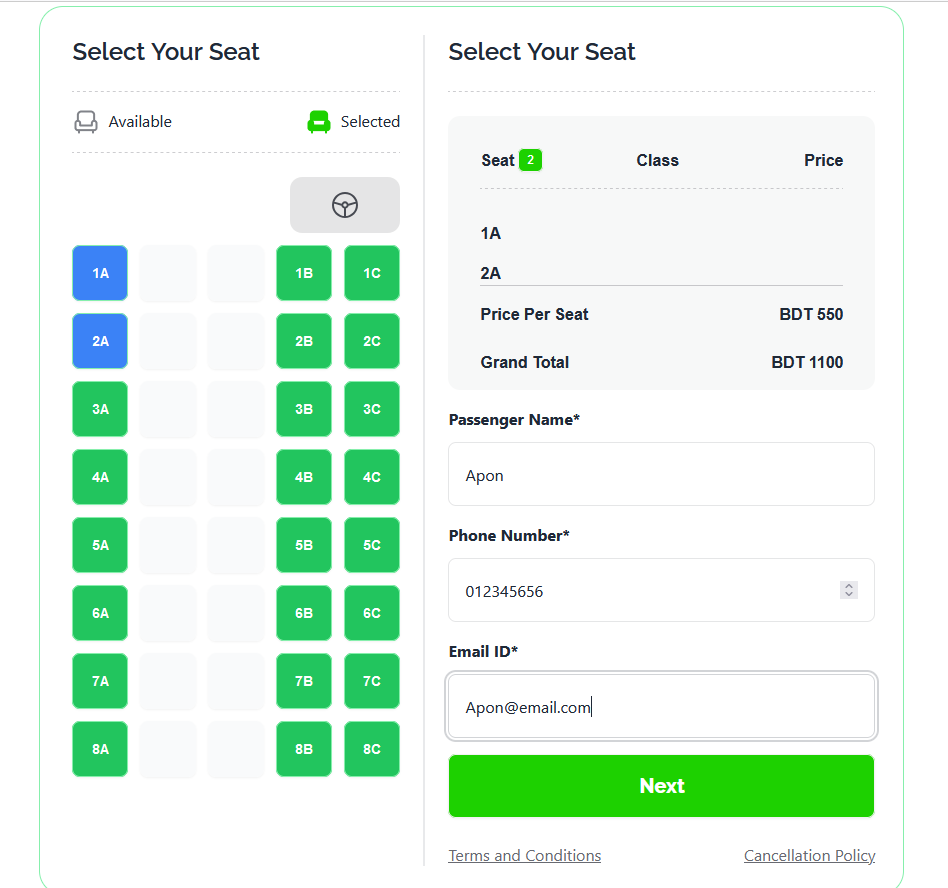 Select Your Seat
Available Selected
1A 1B 1C
2A 2B 2C
3A 3B 3C
4A 4B 4C
5A 5B 5C
6A 6B 6C
7A 7B 7C
8A 8B 8C
Select Your Seat
Seat 2 Class Price
1A
2A
Price Per Seat BDT 550
Grand Total BDT 1100
Passenger Name*
Apon
Phone Number*
012345656
Email ID*
Apon@email.com
Next
Terms and Conditions Cancellation Policy